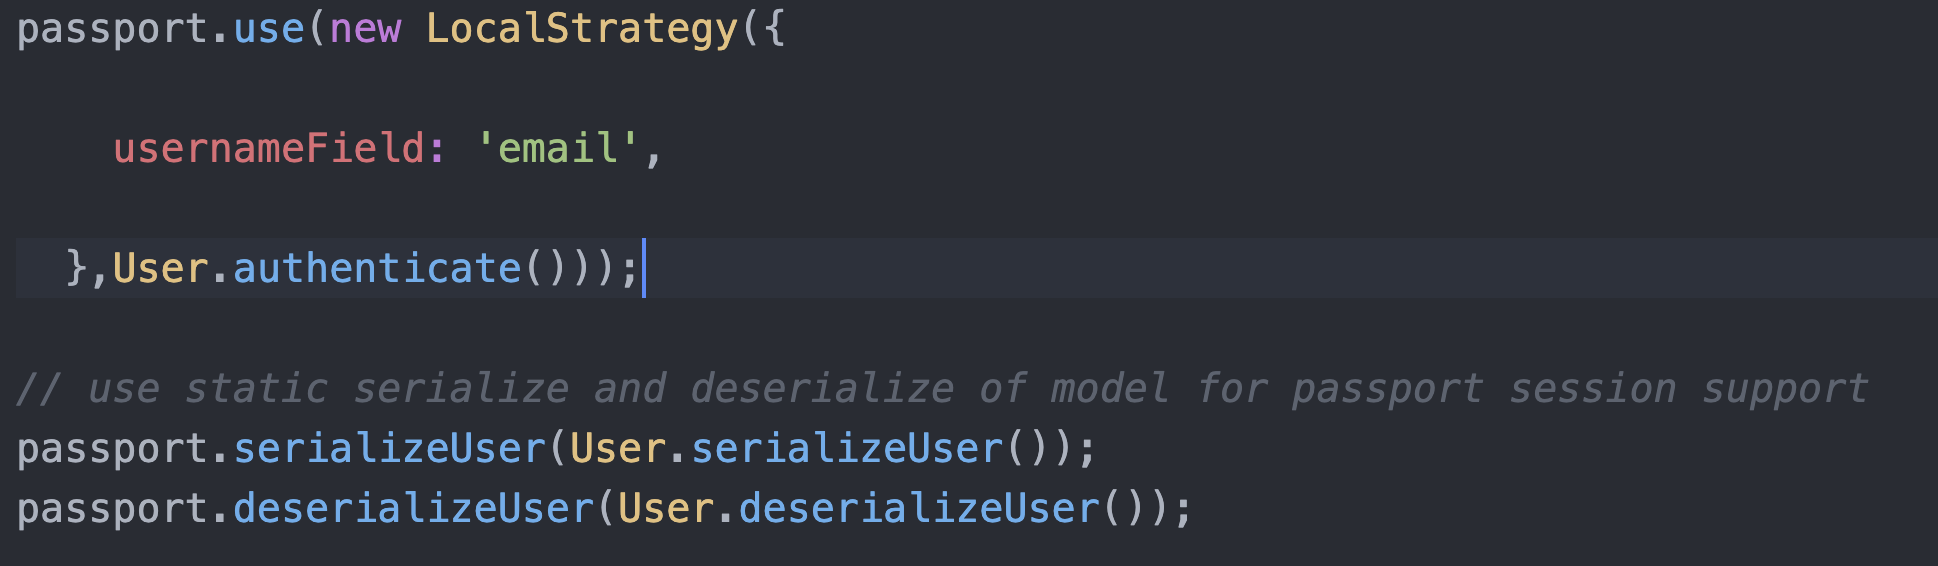 passport.use(new LocalStrategy({
usernameField: 'email',
},User.authenticate()));
// use static serialize and deserialize of model for passport session support
passport.serializeUser(User.serializeUser());
passport.deserializeUser(User.deserializeUser());